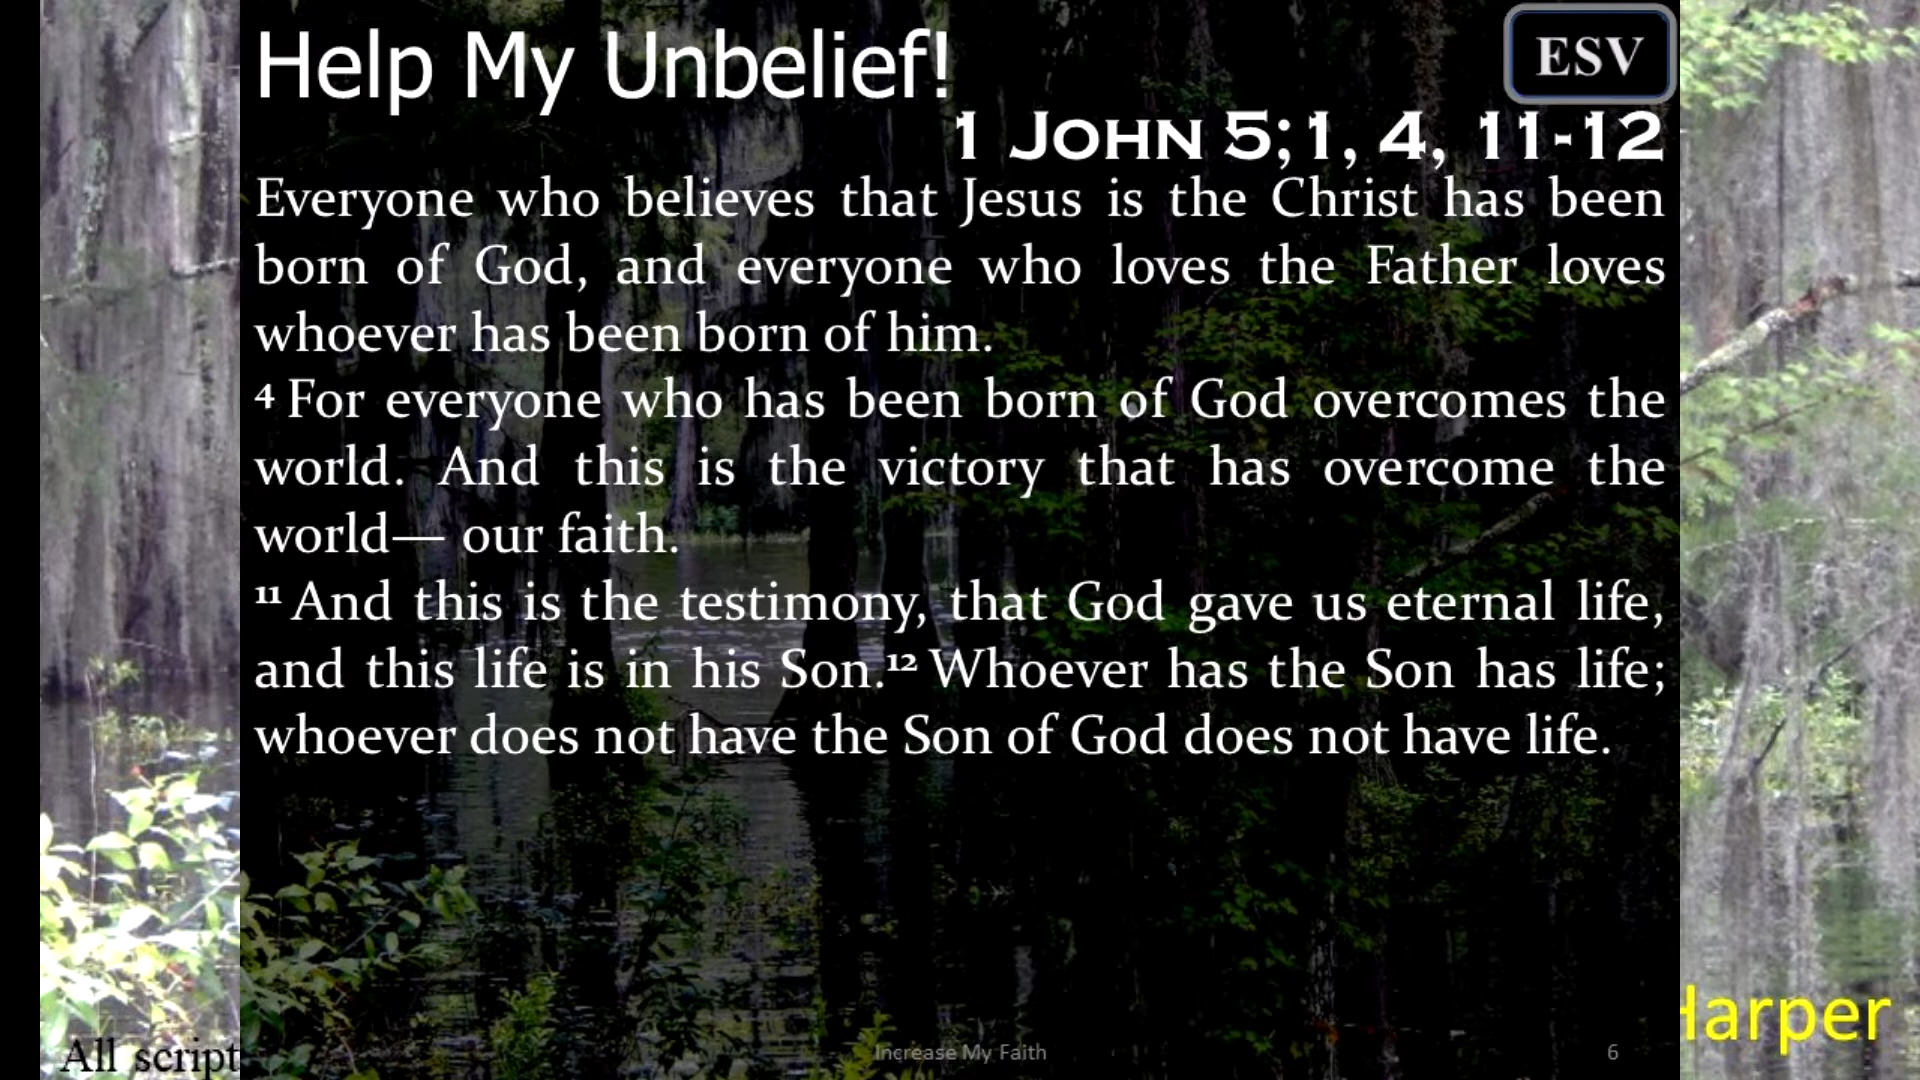 Help My Unbelief!
ESV
1 John 5;1, 4, 11-12
Everyone who believes that Jesus is the Christ has been
born of God, and everyone who loves the Father loves
whoever has been born of him.
4 For everyone who has been born of God overcomes the
world. And this is the victory that has overcome the
world— our faith.
11 And this is the testimony, that God gave us eternal life,
and this life is in his Son.12 Whoever has the Son has life;
whoever does not have the Son of God does not have life.
Harper
All script
Increase My Faith
6